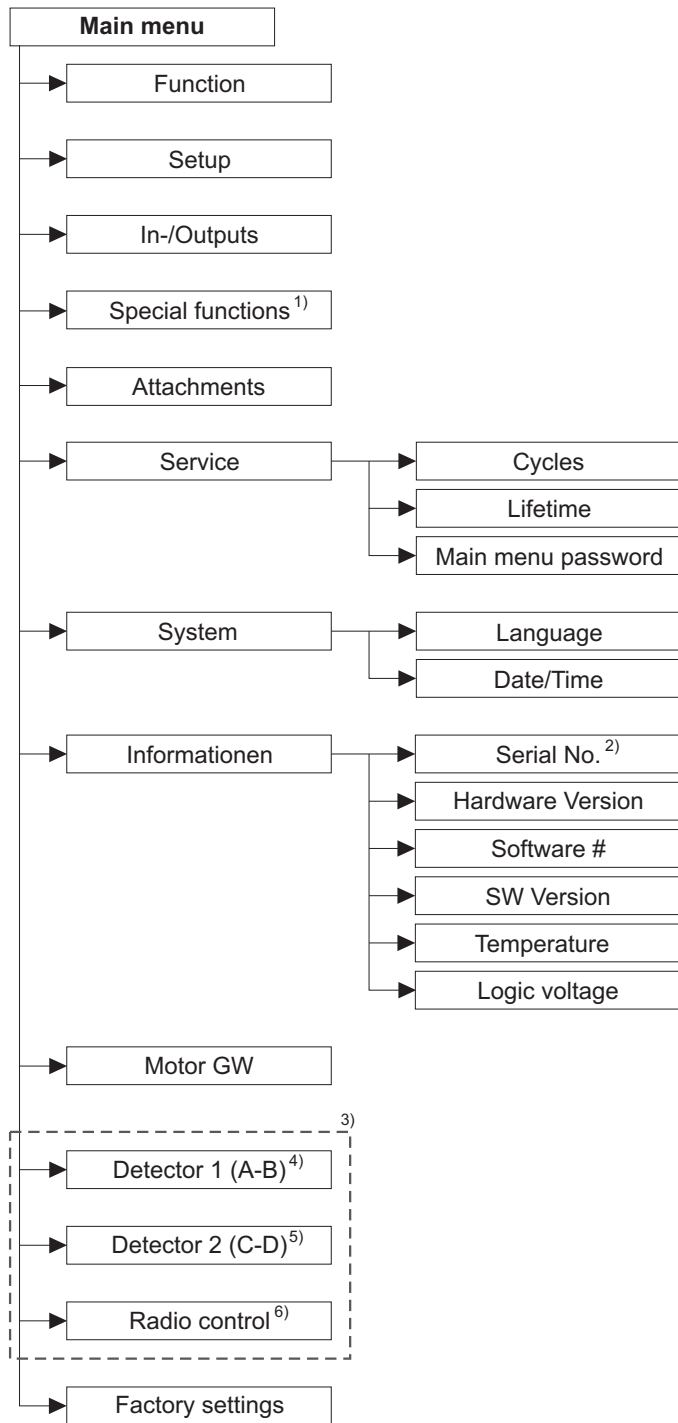 Main menu
Function
Setup
In-/Outputs
Special functions 1)
Attachments
Service
Cycles
Lifetime
Main menu password
System
Language
Date/Time
Informationen
Serial No. 2)
Hardware Version
Software #
SW Version
Temperature
Logic voltage
Motor GW
3)
Detector 1 (A-B) 4)
Detector 2 (C-D) 5)
Radio control 6)
Factory settings